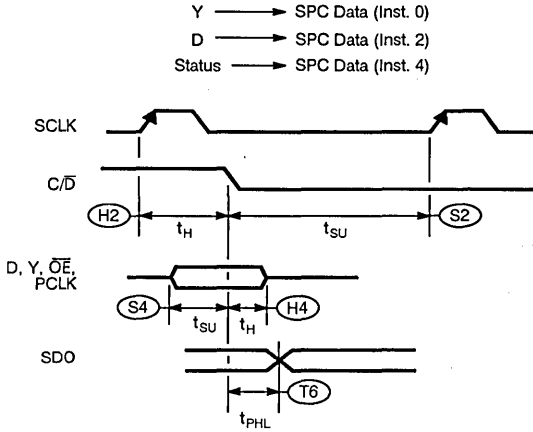 Y → SPC Data (Inst. 0)
D → SPC Data (Inst. 2)
Status → SPC Data (Inst. 4)
SCLK
C/D̅
H2 tH tSU S2
D, Y, O̅E̅,
PCLK
S4 tSU tH H4
SDO
T6
tPHL